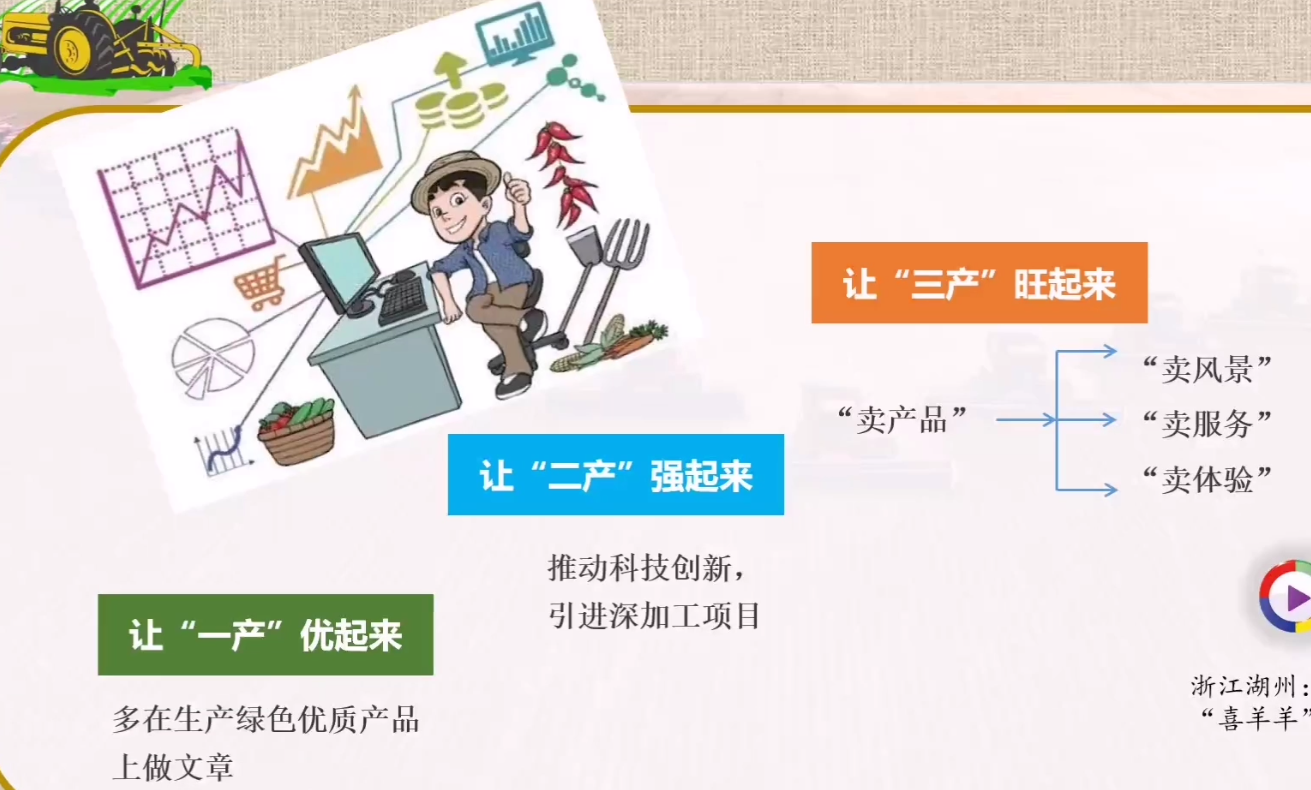 让“三产”旺起来
“卖产品”
“卖风景”
“卖服务”
“卖体验”
让“二产”强起来
推动科技创新，
引进深加工项目
让“一产”优起来
多在生产绿色优质产品
上做文章
浙江湖州：
“喜羊羊”